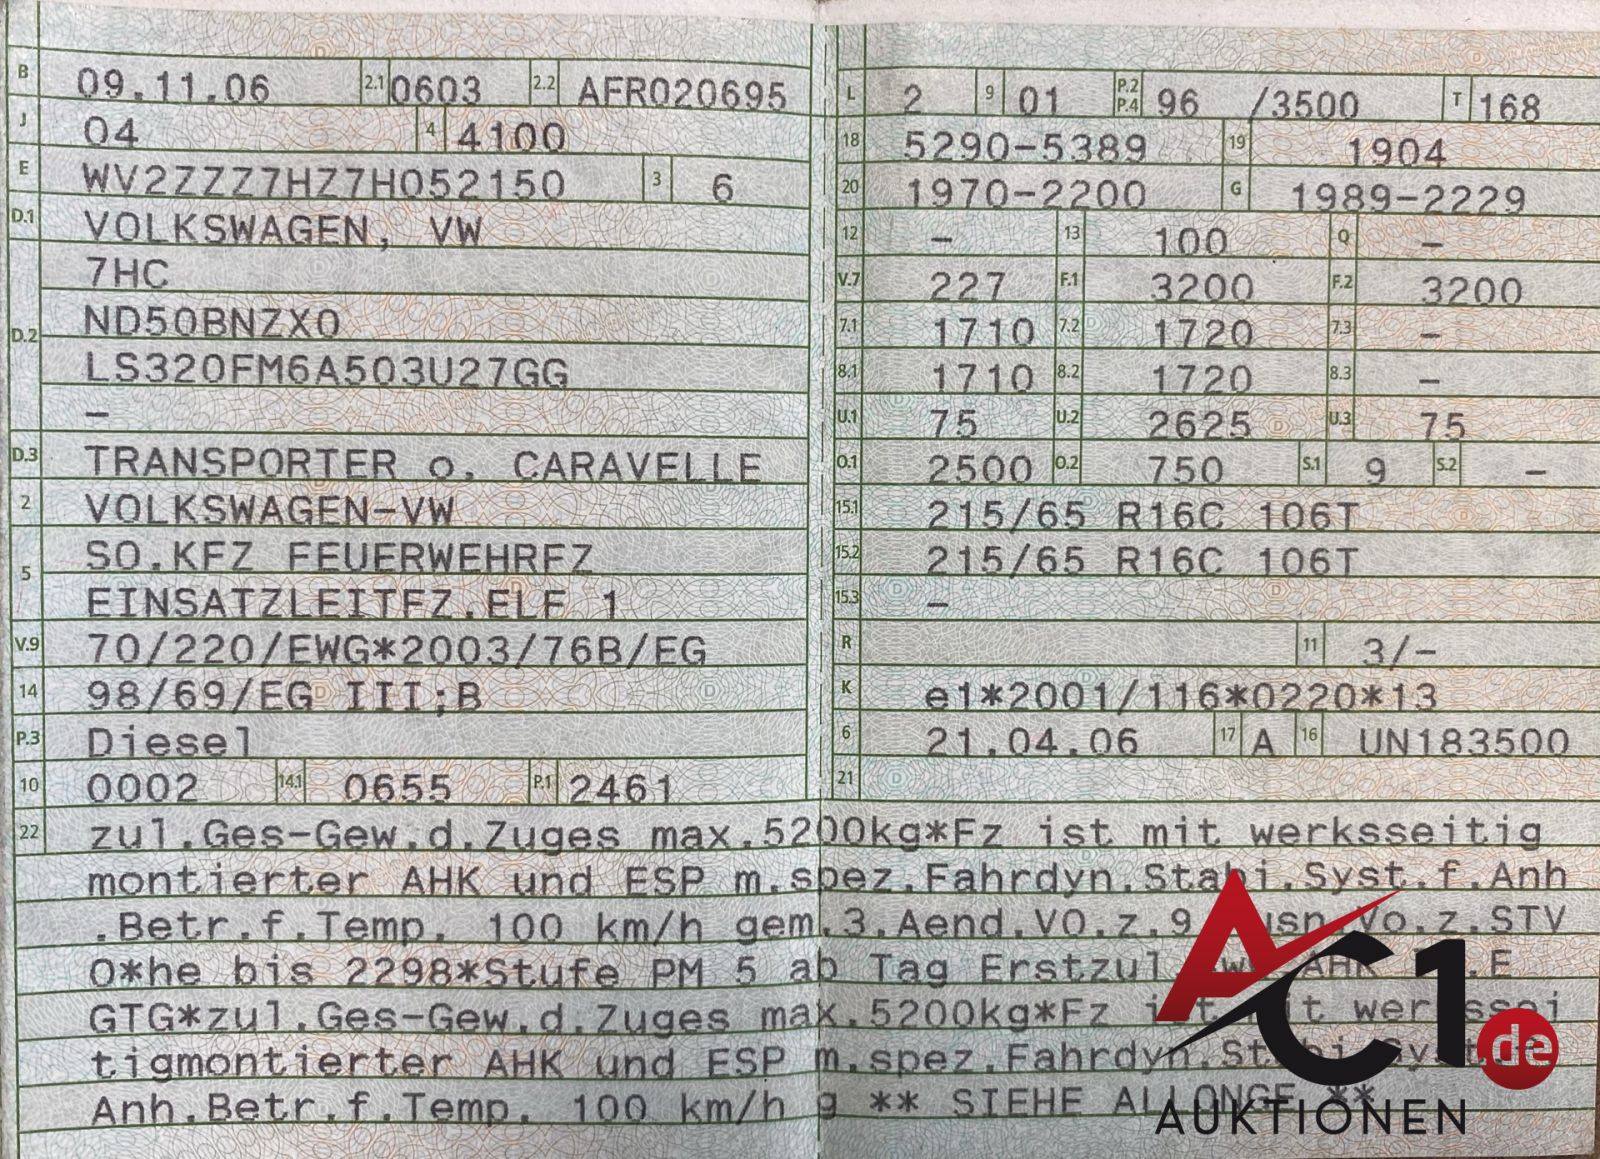 B 09.11.06 2.1 0603 2.2 AFR020695
J 04 4 4100
E WV2ZZZ7HZ7H052150 3 6
D.1 VOLKSWAGEN, VW
7HC
D.2 ND50BNZX0
LS320FM6A503U27GG
–
D.3 TRANSPORTER o. CARAVELLE
2 VOLKSWAGEN-VW
5 SO.KFZ FEUERWEHRFZ
EINSATZLEITFZ.ELF 1
V.9 70/220/EWG*2003/76B/EG
14 98/69/EG III;B
P.3 Diesel
10 0002 14.1 0655 P.1 2461
L 2 9 01 P.2 P.4 96 /3500 T 168
18 5290-5389 19 1904
20 1970-2200 G 1989-2229
12 – 13 100 Q –
V.7 227 F.1 3200 F.2 3200
7.1 1710 7.2 1720 7.3 –
8.1 1710 8.2 1720 8.3 –
U.1 75 U.2 2625 U.3 75
O.1 2500 O.2 750 S.1 9 S.2 –
15.1 215/65 R16C 106T
15.2 215/65 R16C 106T
15.3 –
R 11 3/–
K e1*2001/116*0220*13
6 21.04.06 17 A 16 UN183500
21
22 zul.Ges-Gew.d.Zuges max.5200kg*Fz ist mit werksseitig
montierter AHK und ESP m.spez.Fahrdyn.Stabi.Syst.f.Anh
.Betr.f.Temp. 100 km/h gem.3.Aend.VO.z.9. Vo.z.STV
O*he bis 2298*Stufe PM 5 ab Tag Erstzul AHK .E
GTG*zul.Ges-Gew.d.Zuges max.5200kg*Fz ist mit werkssei
tigmontierter AHK und ESP m.spez.Fahrdyn.Stabi.Syst.f.
Anh.Betr.f.Temp. 100 km/h g ** SIEHE ALLONGE **
AC1.de
AUKTIONEN